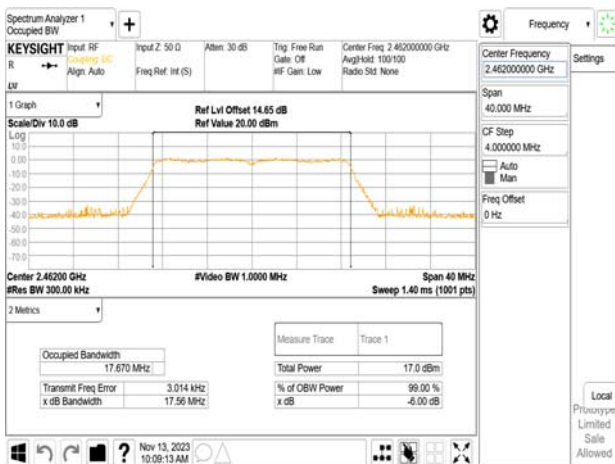 Spectrum Analyzer 1
Occupied BW
Frequency
KEYSIGHT
R
Input: RF
Coupling: DC
Align: Auto
Input Z: 50 Ω
Freq Ref: Int (S)
Atten: 30 dB
Trig: Free Run
Gate: Off
#IF Gain: Low
Center Freq: 2.462000000 GHz
Avg|Hold: 100/100
Radio Std: None
1 Graph
Scale/Div 10.0 dB
Ref Lvl Offset 14.65 dB
Ref Value 20.00 dBm
Log
10.0
0.00
-10.0
-20.0
-30.0
-40.0
-50.0
-60.0
-70.0
Center 2.46200 GHz
#Res BW 300.00 kHz
#Video BW 1.0000 MHz
Span 40 MHz
Sweep 1.40 ms (1001 pts)
2 Metrics
Measure Trace
Trace 1
Occupied Bandwidth
17.670 MHz
Total Power
17.0 dBm
Transmit Freq Error
3.014 kHz
% of OBW Power
99.00 %
x dB Bandwidth
17.56 MHz
x dB
-6.00 dB
Center Frequency
2.462000000 GHz
Settings
Span
40.000 MHz
CF Step
4.000000 MHz
Auto
Man
Freq Offset
0 Hz
Local
Prototype
Limited
Sale
Allowed
?
Nov 13, 2023
10:09:13 AM